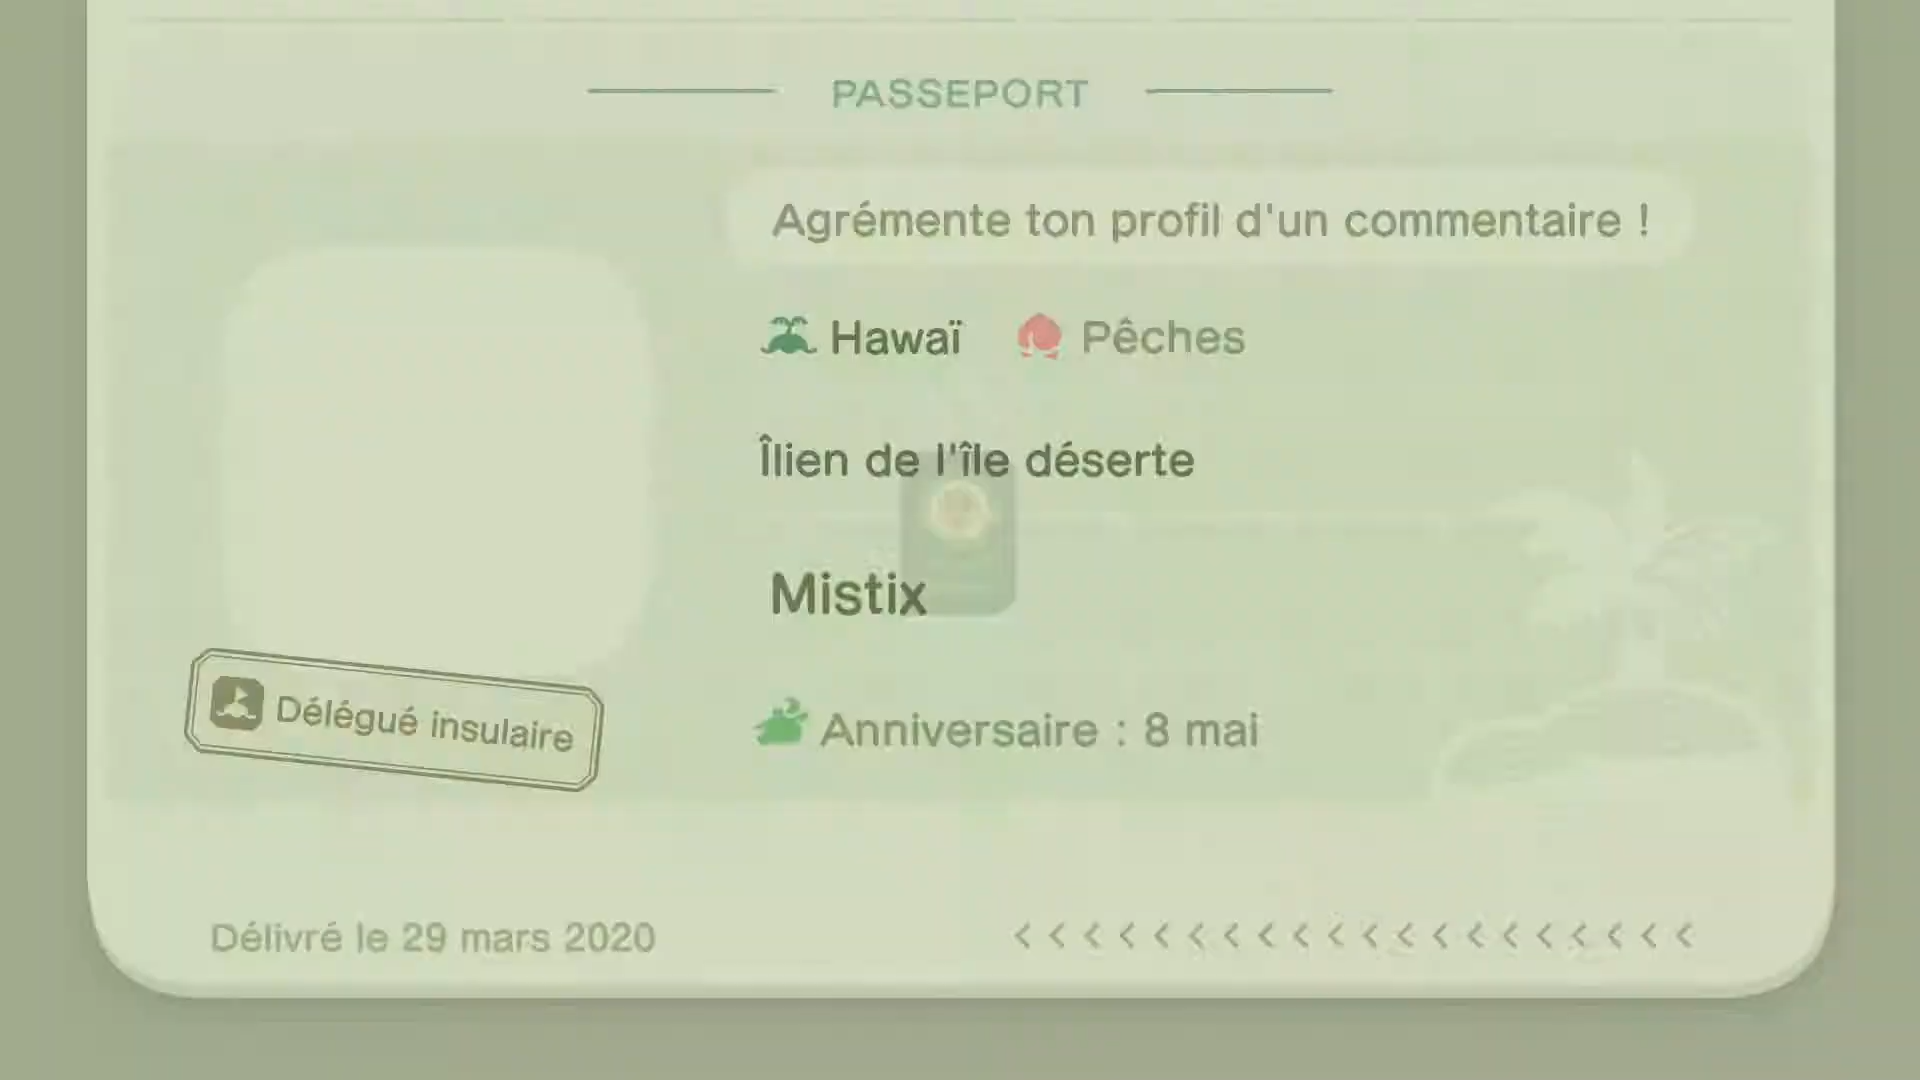 PASSEPORT
Agrémente ton profil d'un commentaire !
Hawaï Pêches
Îlien de l'île déserte
Mistix
Délégué insulaire
Anniversaire : 8 mai
Délivré le 29 mars 2020
< < < < < < < < < < < < < < < < < < < <